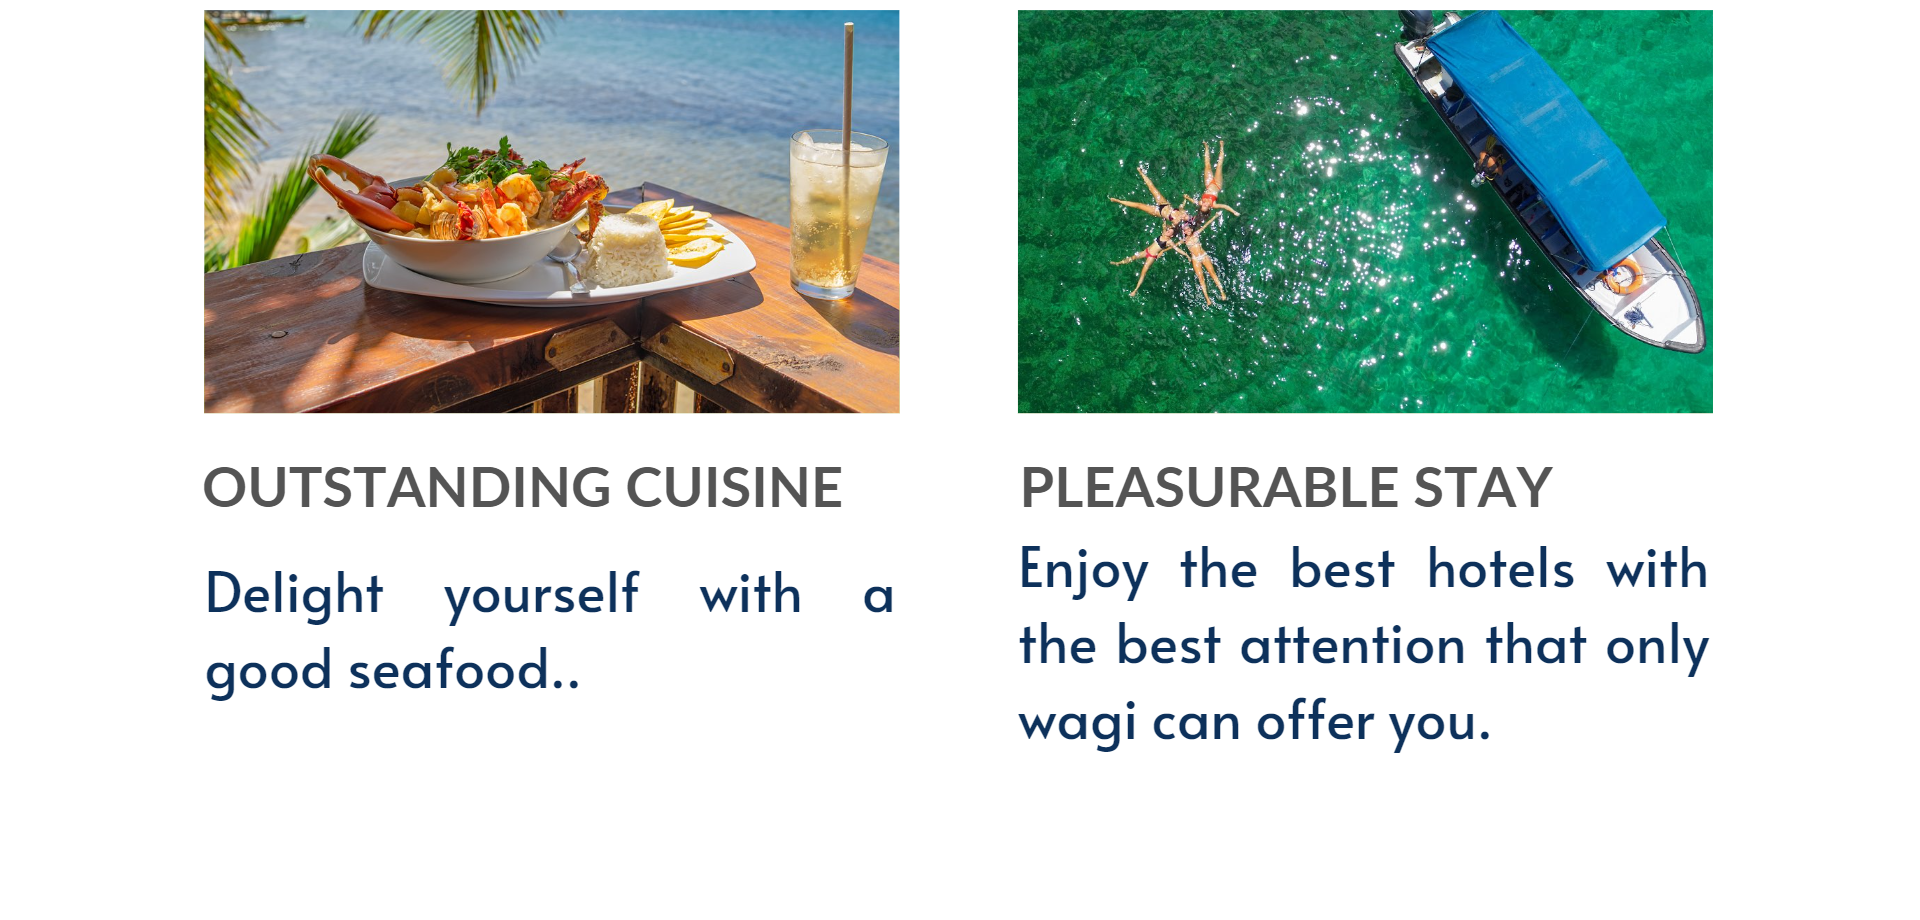 OUTSTANDING CUISINE
Delight yourself with a
good seafood..
PLEASURABLE STAY
Enjoy the best hotels with
the best attention that only
wagi can offer you.